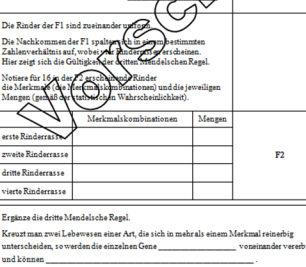 Die Rinder der F1 sind zueinander uniform.
Die Nachkommen der F1 spalten sich in einem bestimmten
Zahlenverhältnis auf, wobei vier Rinderrassen erscheinen.
Hier zeigt sich die Gültigkeit der dritten Mendelschen Regel.
Notiere für 16 in der F2 erscheinende Rinder
die Merkmale (die Merkmalskombinationen) und die jeweiligen
Mengen (gemäß der statistischen Wahrscheinlichkeit).
Merkmalskombinationen Mengen
erste Rinderrasse
zweite Rinderrasse F2
dritte Rinderrasse
vierte Rinderrasse
Ergänze die dritte Mendelsche Regel.
Kreuzt man zwei Lebewesen einer Art, die sich in mehrals einem Merkmal reinerbig
unterscheiden, so werden die einzelnen Gene ____________ voneinander vererbt
und können ______________________________ .